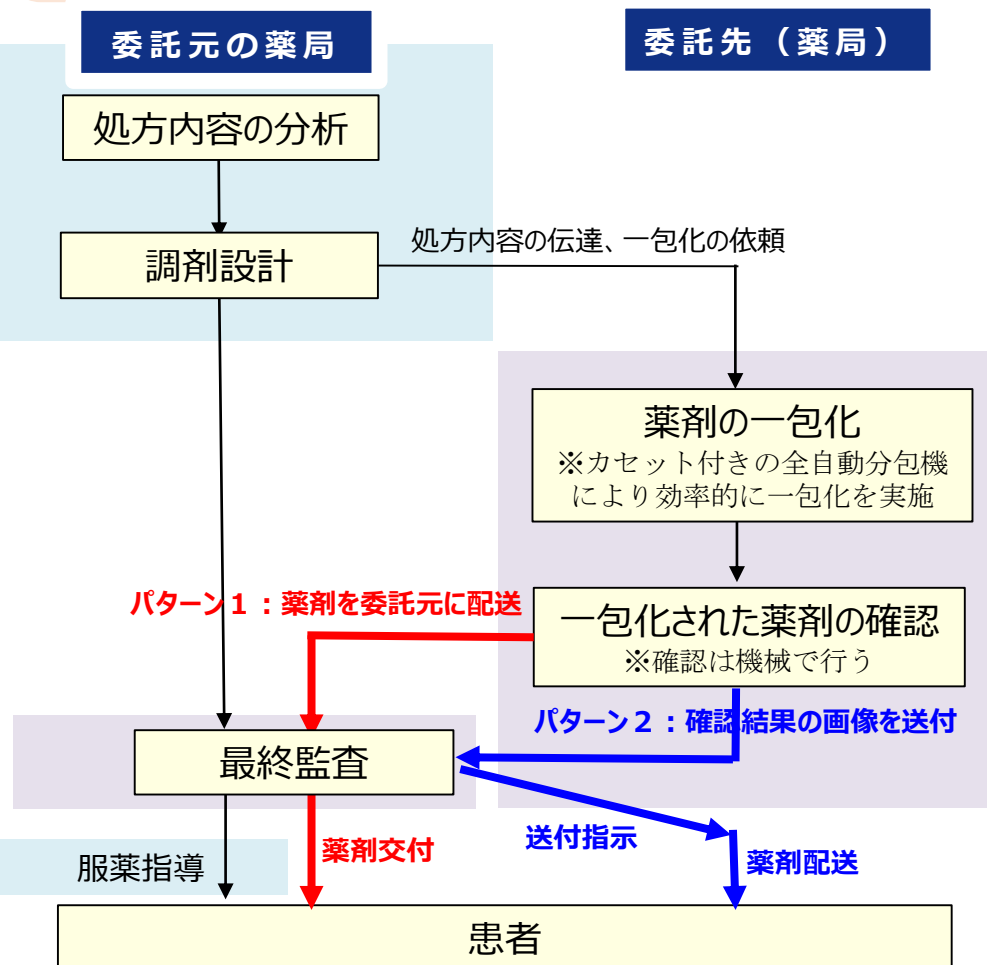 委託元の薬局
委託先（薬局）
処方内容の分析
処方内容の伝達、一包化の依頼
調剤設計
薬剤の一包化
※カセット付きの全自動分包機
により効率的に一包化を実施
パターン１：薬剤を委託元に配送
一包化された薬剤の確認
※確認は機械で行う
パターン２：確認結果の画像を送付
最終監査
送付指示
薬剤交付
薬剤配送
服薬指導
患者